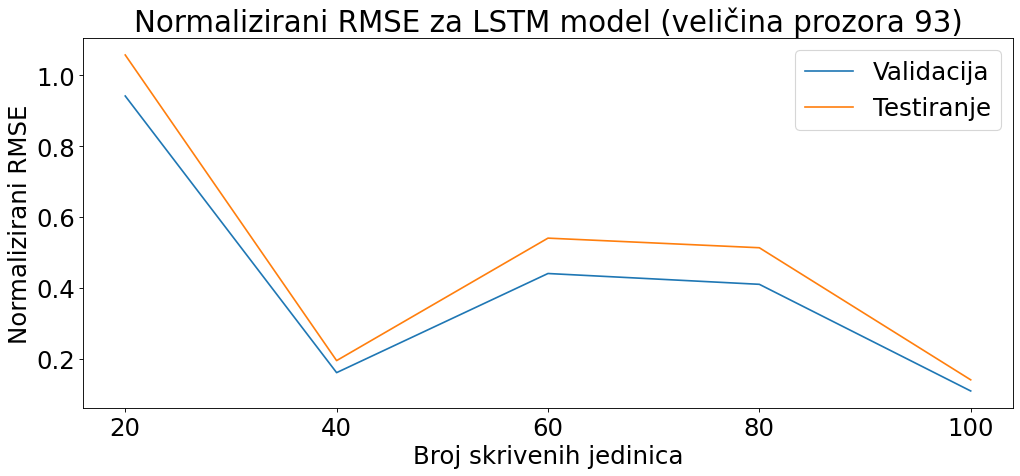 Normalizirani RMSE za LSTM model (veličina prozora 93)
Normalizirani RMSE
1.0
0.8
0.6
0.4
0.2
Validacija
Testiranje
20 40 60 80 100
Broj skrivenih jedinica